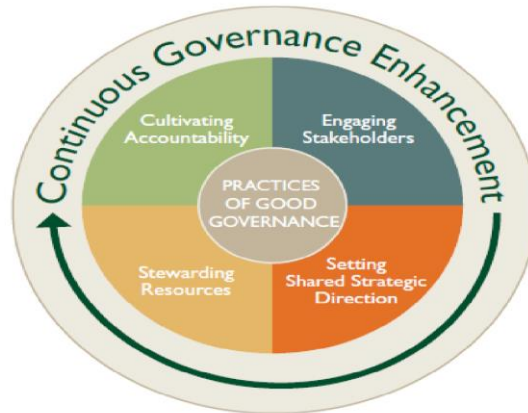 Continuous Governance Enhancement
Cultivating
Accountability
Engaging
Stakeholders
PRACTICES
OF GOOD
GOVERNANCE
Stewarding
Resources
Setting
Shared Strategic
Direction